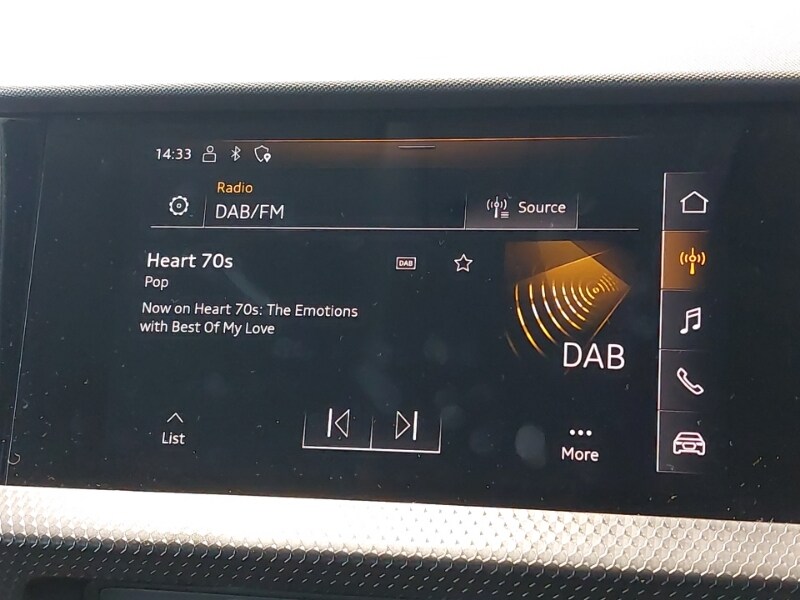 14:33
Radio
DAB/FM
Source
Heart 70s
DAB
Pop
Now on Heart 70s: The Emotions
with Best Of My Love
DAB
List
More